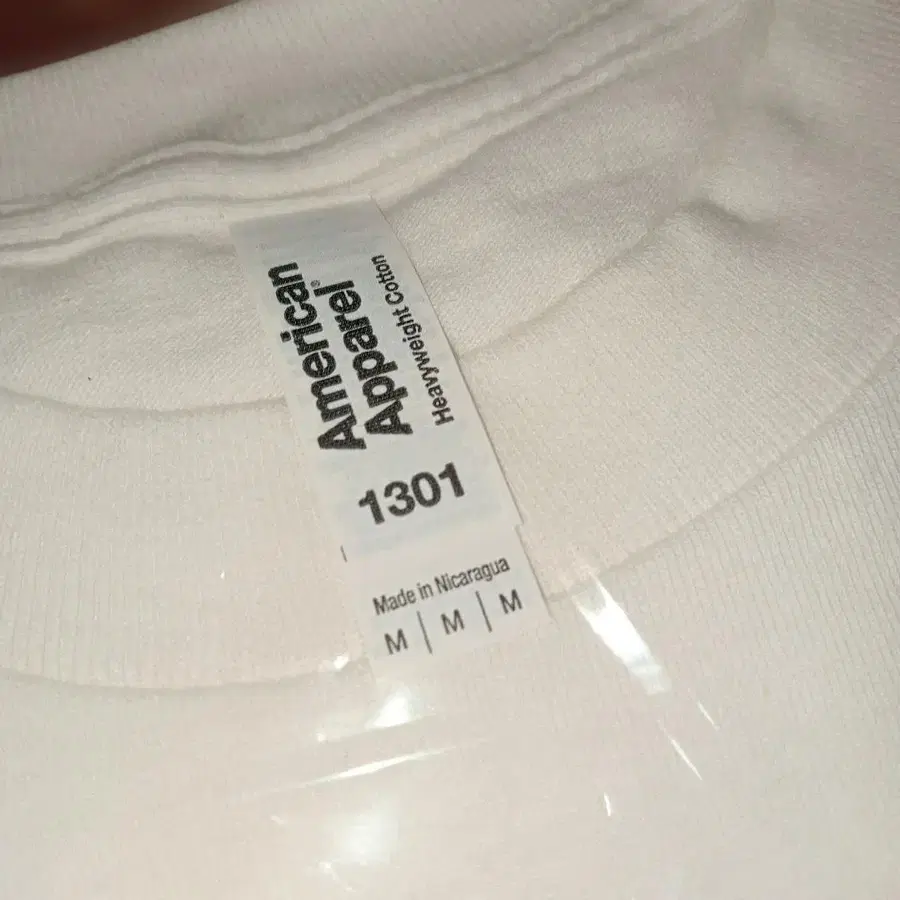 American
Apparel®
Heavyweight Cotton
1301
Made in Nicaragua
M | M | M